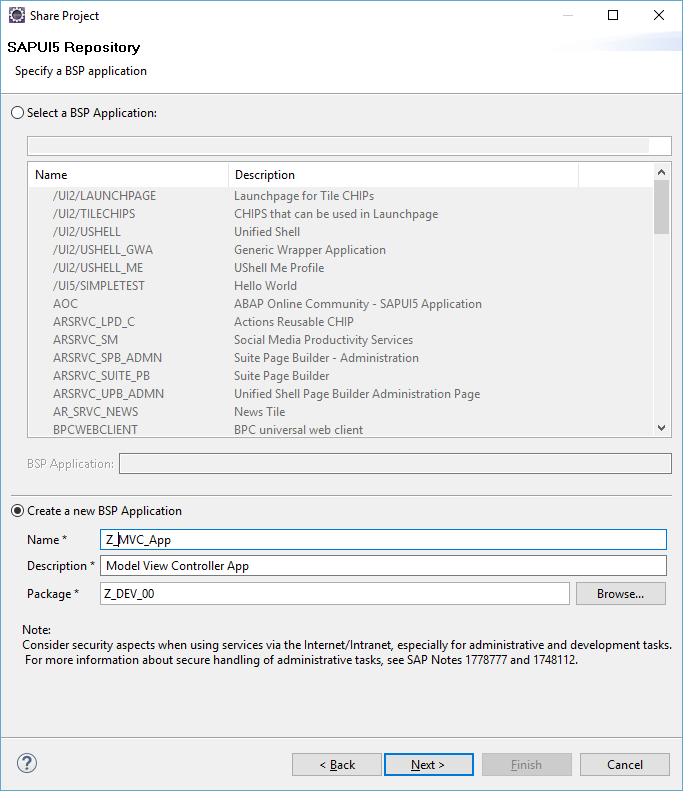 Share Project
SAPUI5 Repository
Specify a BSP application
Select a BSP Application:
Name Description
/UI2/LAUNCHPAGE Launchpage for Tile CHIPs
/UI2/TILECHIPS CHIPS that can be used in Launchpage
/UI2/USHELL Unified Shell
/UI2/USHELL_GWA Generic Wrapper Application
/UI2/USHELL_ME UShell Me Profile
/UI5/SIMPLETEST Hello World
AOC ABAP Online Community - SAPUI5 Application
ARSRVC_LPD_C Actions Reusable CHIP
ARSRVC_SM Social Media Productivity Services
ARSRVC_SPB_ADMN Suite Page Builder - Administration
ARSRVC_SUITE_PB Suite Page Builder
ARSRVC_UPB_ADMN Unified Shell Page Builder Administration Page
AR_SRVC_NEWS News Tile
BPCWEBCLIENT BPC universal web client
BSP Application:
Create a new BSP Application
Name * Z_MVC_App
Description * Model View Controller App
Package * Z_DEV_00 Browse...
Note:
Consider security aspects when using services via the Internet/Intranet, especially for administrative and development tasks.
For more information about secure handling of administrative tasks, see SAP Notes 1778777 and 1748112.
? < Back Next > Finish Cancel